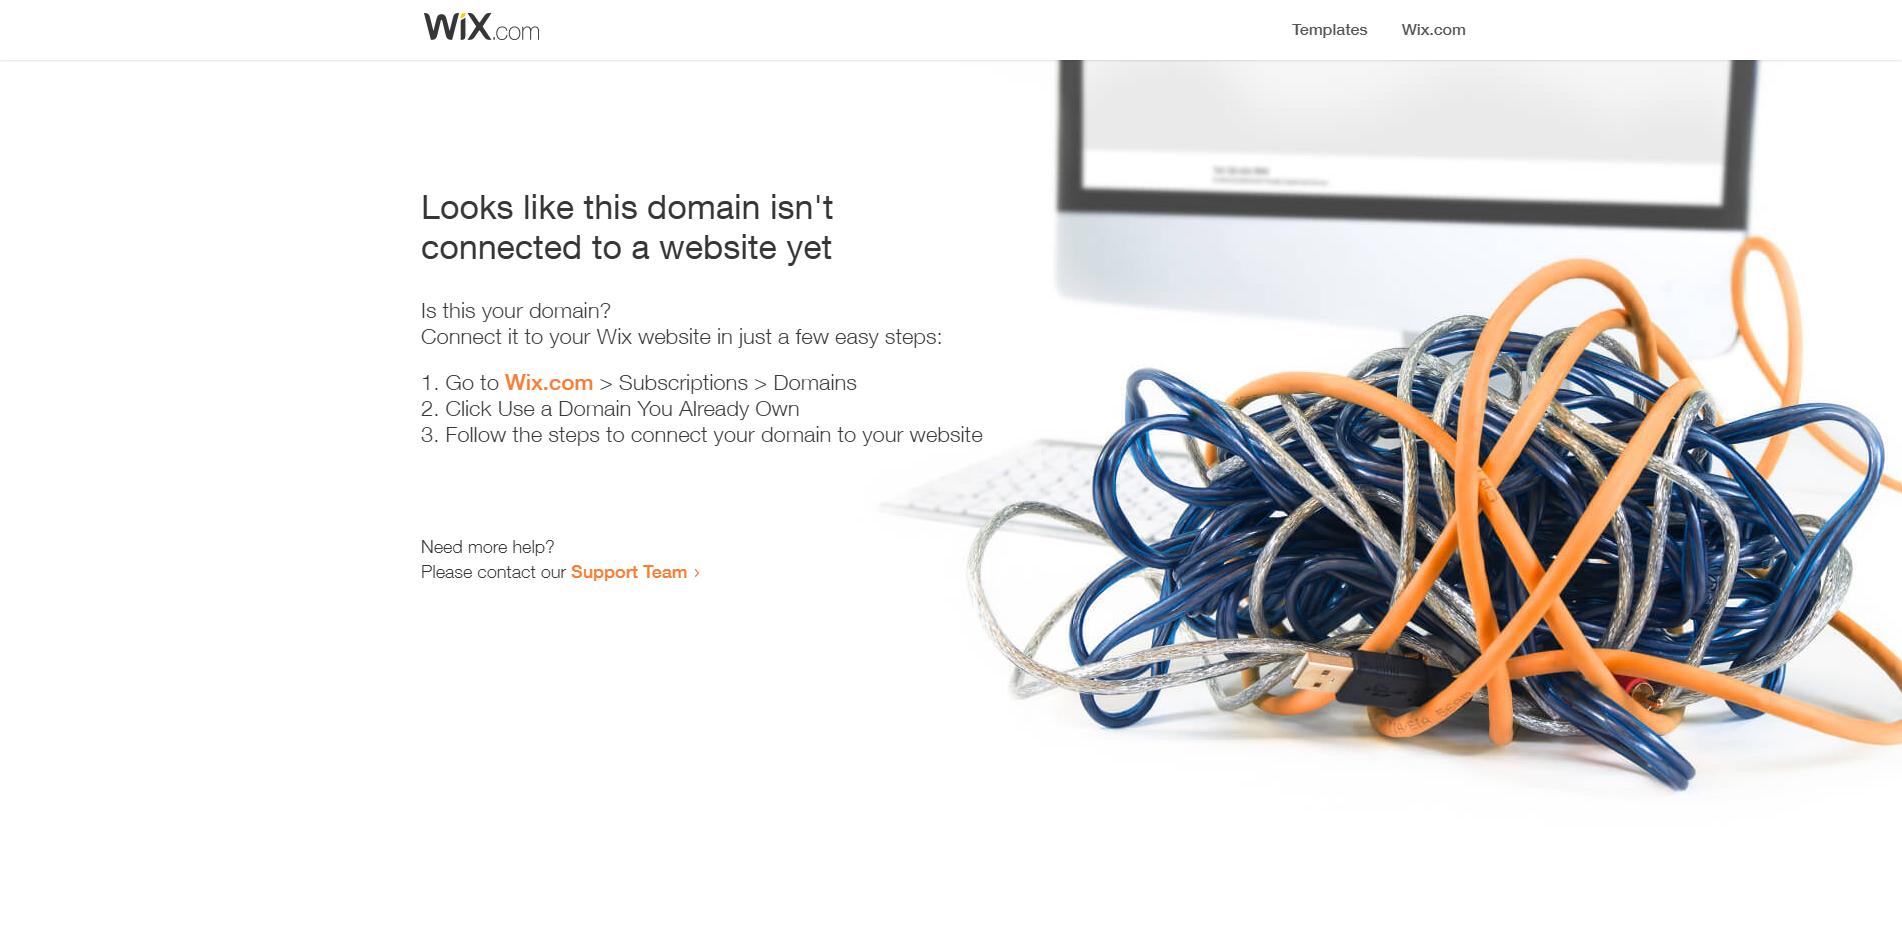 WiX.com
Templates
Wix.com
Looks like this domain isn't
connected to a website yet
Is this your domain?
Connect it to your Wix website in just a few easy steps:
1. Go to Wix.com > Subscriptions > Domains
2. Click Use a Domain You Already Own
3. Follow the steps to connect your domain to your website
Need more help?
Please contact our Support Team ›